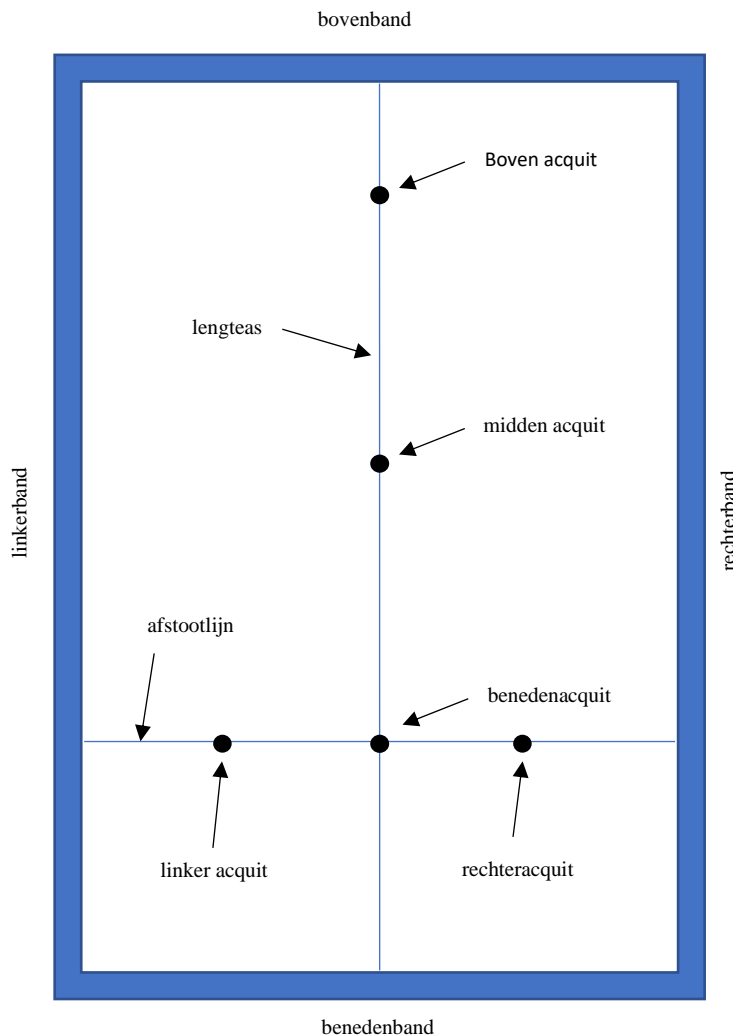 bovenband
Boven acquit
lengteas
midden acquit
linkerband
rechterband
afstootlijn
benedenacquit
linker acquit
rechteracquit
benedenband